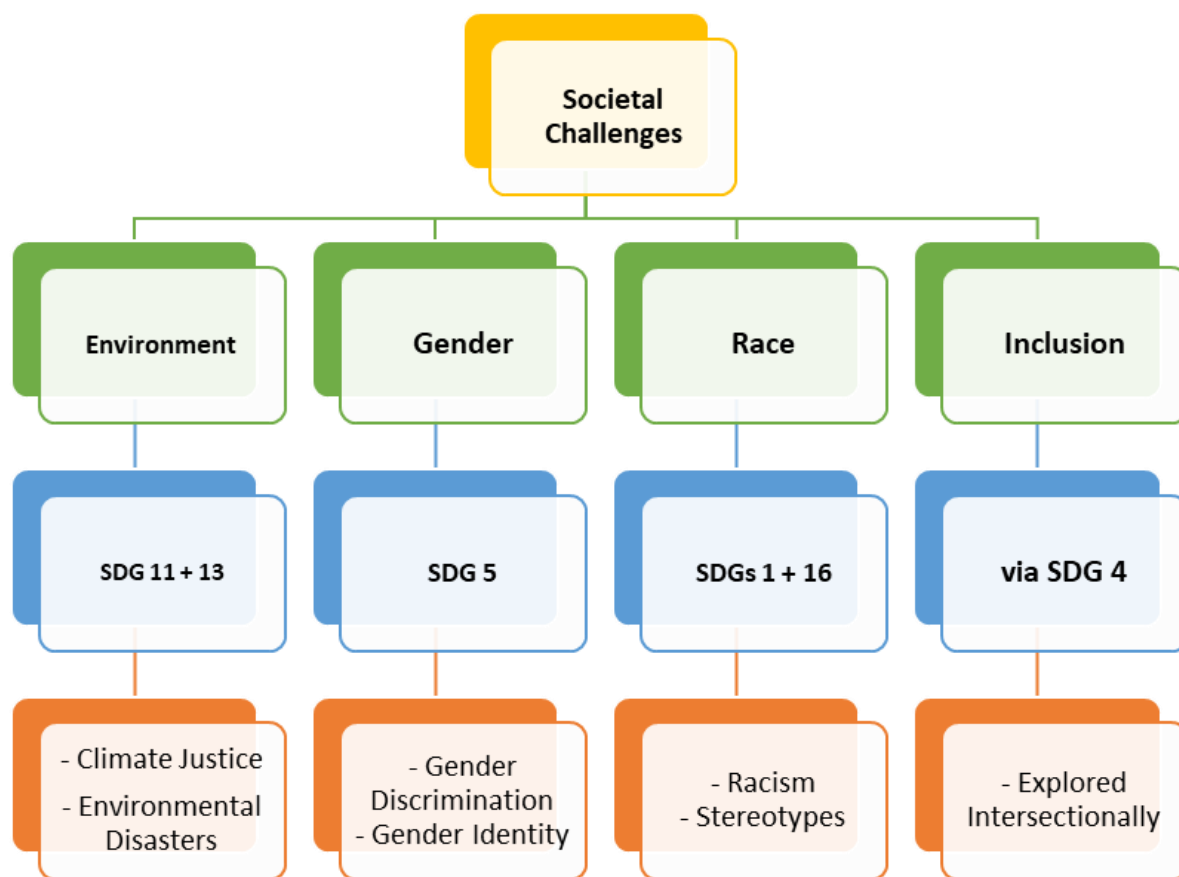 Societal
Challenges
Environment
Gender
Race
Inclusion
SDG 11 + 13
SDG 5
SDGs 1 + 16
via SDG 4
- Climate Justice
- Environmental
Disasters
- Gender
Discrimination
- Gender Identity
- Racism
- Stereotypes
- Explored
Intersectionally